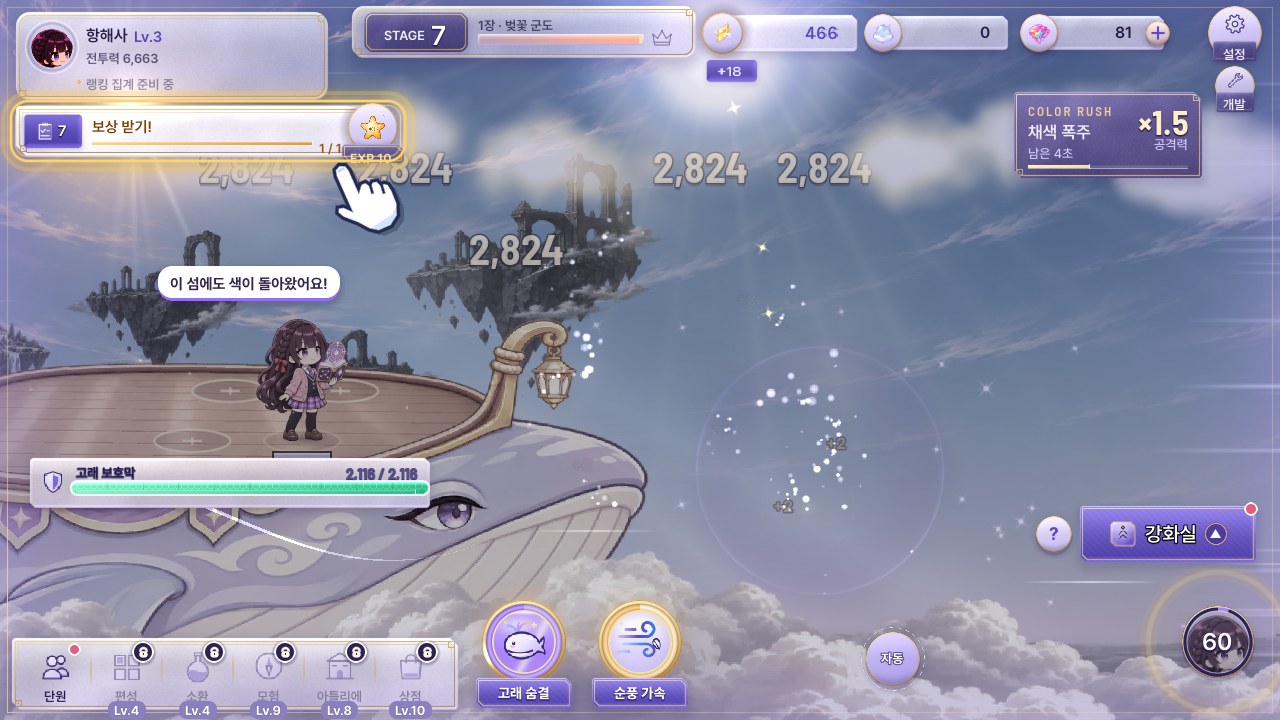 항해사 Lv.3
전투력 6,663
* 랭킹 집계 준비 중
STAGE 7
1장 · 벚꽃 군도
466
+18
0
81
설정
개발
7
보상 받기!
1 / 1
EXP 10
COLOR RUSH
채색 폭주
남은 4초
×1.5
공격력
2,824
2,824
2,824
2,824
2,824
이 섬에도 색이 돌아왔어요!
고래 보호막
2,116 / 2,116
+2
+2
?
강화실
단원
편성
Lv.4
소환
Lv.4
모험
Lv.9
아틀리에
Lv.8
상점
Lv.10
고래 숨결
순풍 가속
자동
60